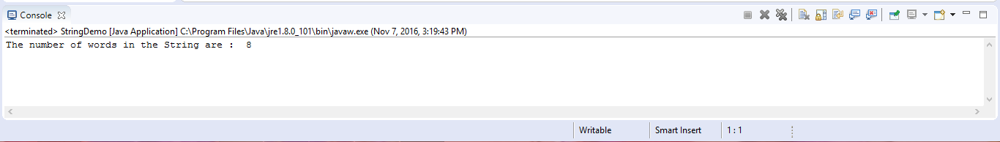 Console
<terminated> StringDemo [Java Application] C:\Program Files\Java\jre1.8.0_101\bin\javaw.exe (Nov 7, 2016, 3:19:43 PM)
The number of words in the String are :  8
Writable Smart Insert 1 : 1